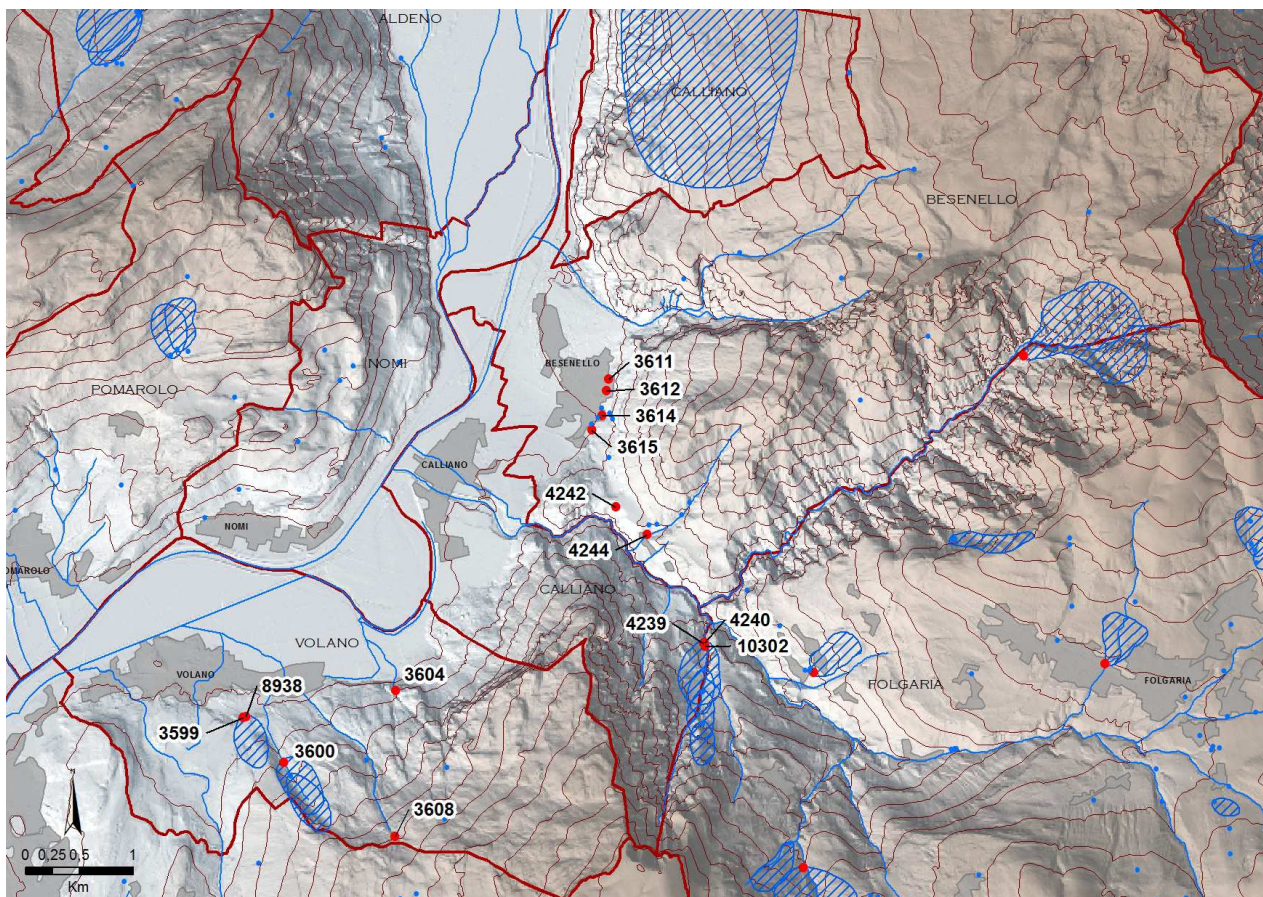 ALDENO
CALLIANO
BESENELLO
BESENELLO
3611
3612
NOMI
POMAROLO
3614
3615
CALLIANO
4242
NOMI
4244
OMAROLO
CALLIANO
4239
4240
10302
VOLANO
VOLANO
8938
3604
FOLGARIA
FOLGARIA
3599
3600
3608
N
0 0,25 0,5 1
Km